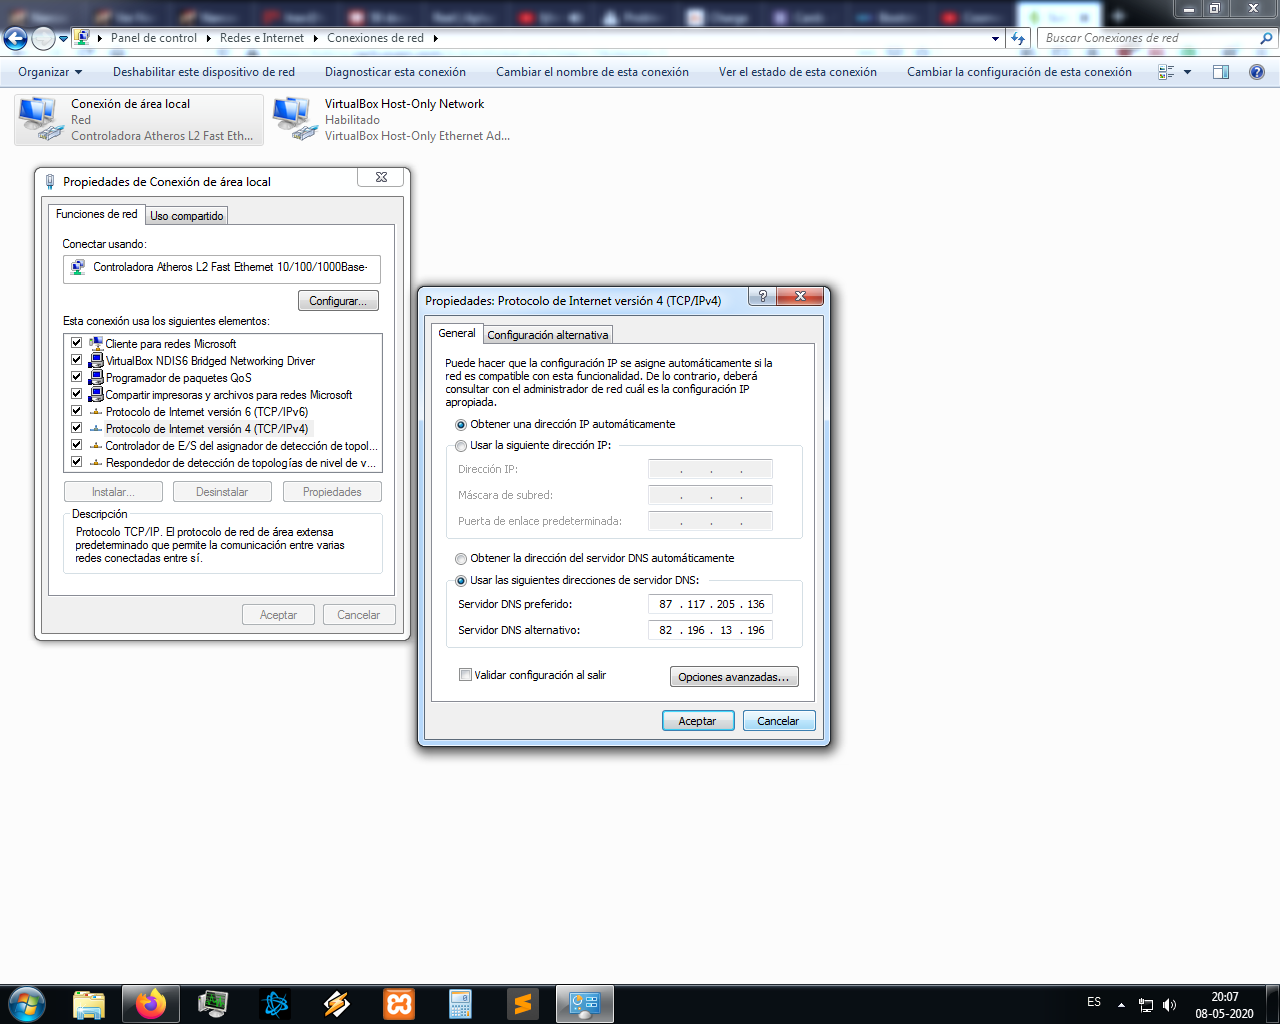 Panel de control
Redes e Internet
Conexiones de red
Buscar Conexiones de red
Organizar
Deshabilitar este dispositivo de red
Diagnosticar esta conexión
Cambiar el nombre de esta conexión
Ver el estado de esta conexión
Cambiar la configuración de esta conexión
Conexión de área local
Red
Controladora Atheros L2 Fast Eth...
VirtualBox Host-Only Network
Habilitado
VirtualBox Host-Only Ethernet Ad...
Propiedades de Conexión de área local
Funciones de red
Uso compartido
Conectar usando:
Controladora Atheros L2 Fast Ethernet 10/100/1000Base-
Configurar...
Esta conexión usa los siguientes elementos:
Cliente para redes Microsoft
VirtualBox NDIS6 Bridged Networking Driver
Programador de paquetes QoS
Compartir impresoras y archivos para redes Microsoft
Protocolo de Internet versión 6 (TCP/IPv6)
Protocolo de Internet versión 4 (TCP/IPv4)
Controlador de E/S del asignador de detección de topol...
Respondedor de detección de topologías de nivel de v...
Instalar...
Desinstalar
Propiedades
Descripción
Protocolo TCP/IP. El protocolo de red de área extensa
predeterminado que permite la comunicación entre varias
redes conectadas entre sí.
Aceptar
Cancelar
Propiedades: Protocolo de Internet versión 4 (TCP/IPv4)
General
Configuración alternativa
Puede hacer que la configuración IP se asigne automáticamente si la
red es compatible con esta funcionalidad. De lo contrario, deberá
consultar con el administrador de red cuál es la configuración IP
apropiada.
Obtener una dirección IP automáticamente
Usar la siguiente dirección IP:
Dirección IP:
Máscara de subred:
Puerta de enlace predeterminada:
Obtener la dirección del servidor DNS automáticamente
Usar las siguientes direcciones de servidor DNS:
Servidor DNS preferido:
87 . 117 . 205 . 136
Servidor DNS alternativo:
82 . 196 . 13 . 196
Validar configuración al salir
Opciones avanzadas...
Aceptar
Cancelar
ES
20:07
08-05-2020